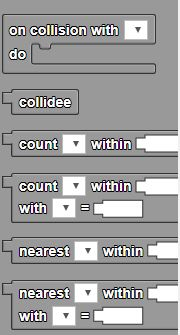 on collision with
do
collidee
count within
count within
with =
nearest within
nearest within
with =